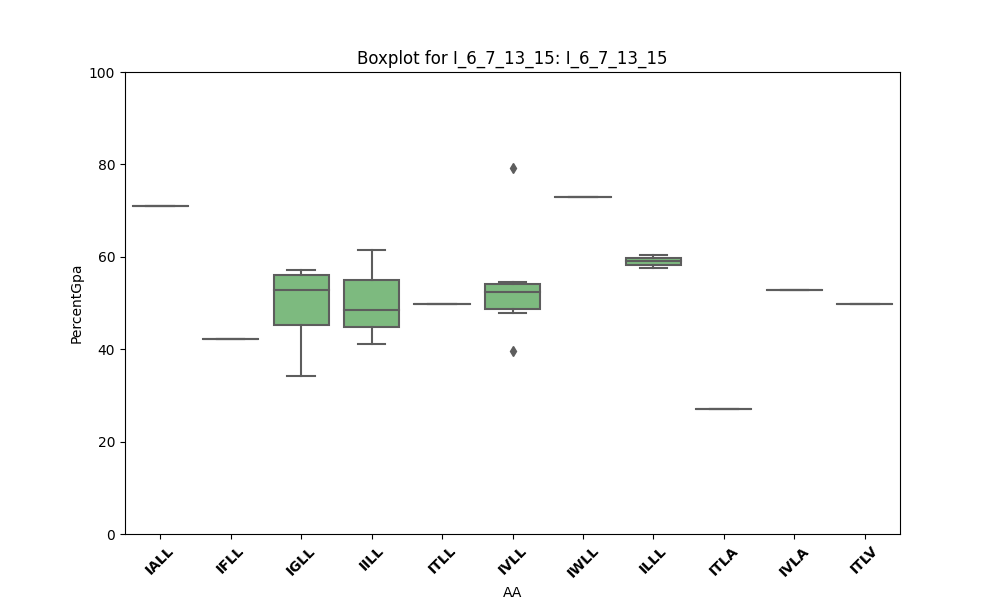 Boxplot for I_6_7_13_15: I_6_7_13_15
100
80
60
40
20
0
PercentGpa
IALL
IFLL
IGLL
IILL
ITLL
IVLL
IWLL
ILLL
ITLA
IVLA
ITLV
AA